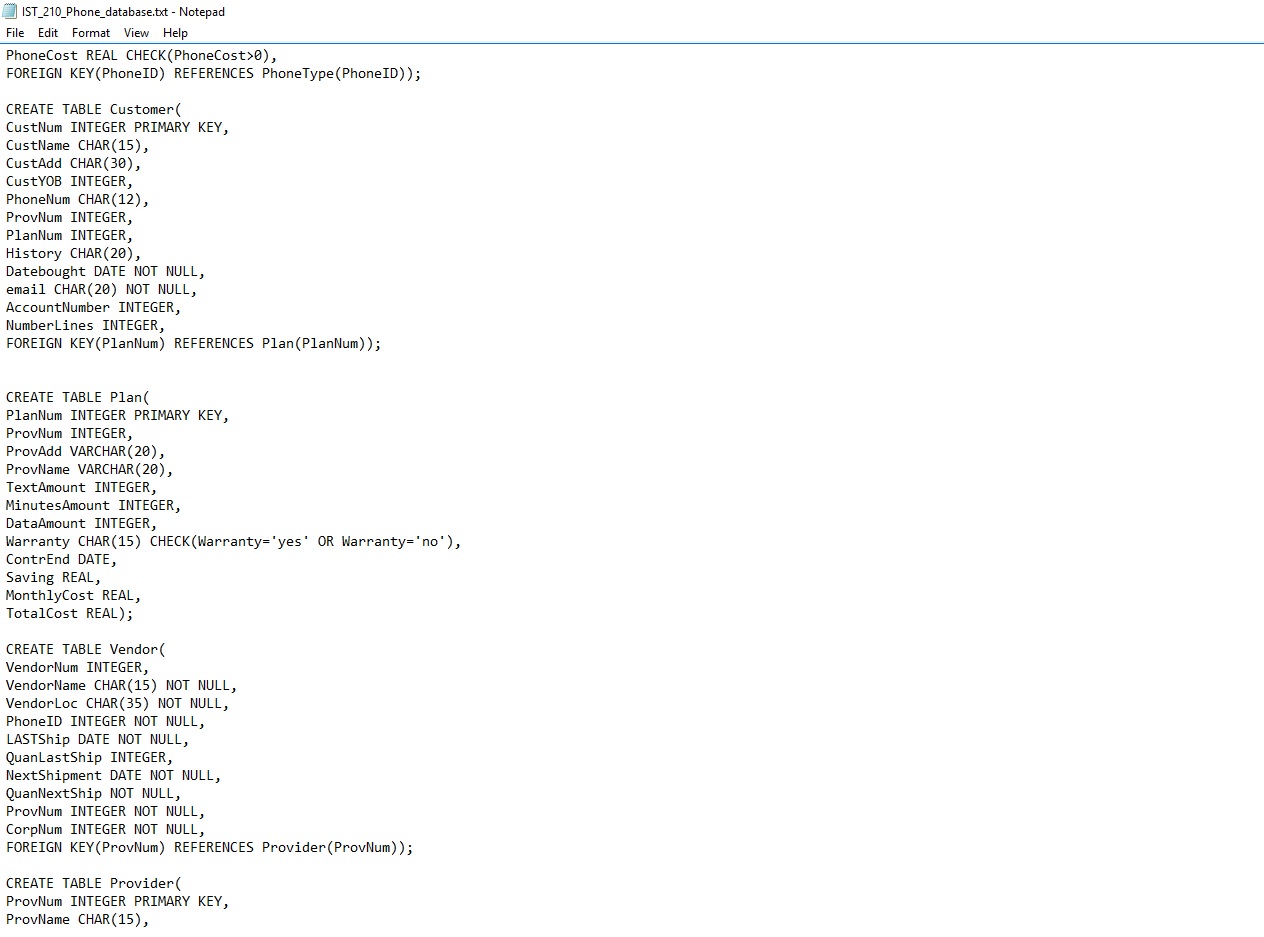 IST_210_Phone_database.txt - Notepad
File Edit Format View Help
PhoneCost REAL CHECK(PhoneCost>0),
FOREIGN KEY(PhoneID) REFERENCES PhoneType(PhoneID));

CREATE TABLE Customer(
CustNum INTEGER PRIMARY KEY,
CustName CHAR(15),
CustAdd CHAR(30),
CustYOB INTEGER,
PhoneNum CHAR(12),
ProvNum INTEGER,
PlanNum INTEGER,
History CHAR(20),
Datebought DATE NOT NULL,
email CHAR(20) NOT NULL,
AccountNumber INTEGER,
NumberLines INTEGER,
FOREIGN KEY(PlanNum) REFERENCES Plan(PlanNum));

CREATE TABLE Plan(
PlanNum INTEGER PRIMARY KEY,
ProvNum INTEGER,
ProvAdd VARCHAR(20),
ProvName VARCHAR(20),
TextAmount INTEGER,
MinutesAmount INTEGER,
DataAmount INTEGER,
Warranty CHAR(15) CHECK(Warranty='yes' OR Warranty='no'),
ContrEnd DATE,
Saving REAL,
MonthlyCost REAL,
TotalCost REAL);

CREATE TABLE Vendor(
VendorNum INTEGER,
VendorName CHAR(15) NOT NULL,
VendorLoc CHAR(35) NOT NULL,
PhoneID INTEGER NOT NULL,
LASTShip DATE NOT NULL,
QuanLastShip INTEGER,
NextShipment DATE NOT NULL,
QuanNextShip NOT NULL,
ProvNum INTEGER NOT NULL,
CorpNum INTEGER NOT NULL,
FOREIGN KEY(ProvNum) REFERENCES Provider(ProvNum));

CREATE TABLE Provider(
ProvNum INTEGER PRIMARY KEY,
ProvName CHAR(15),